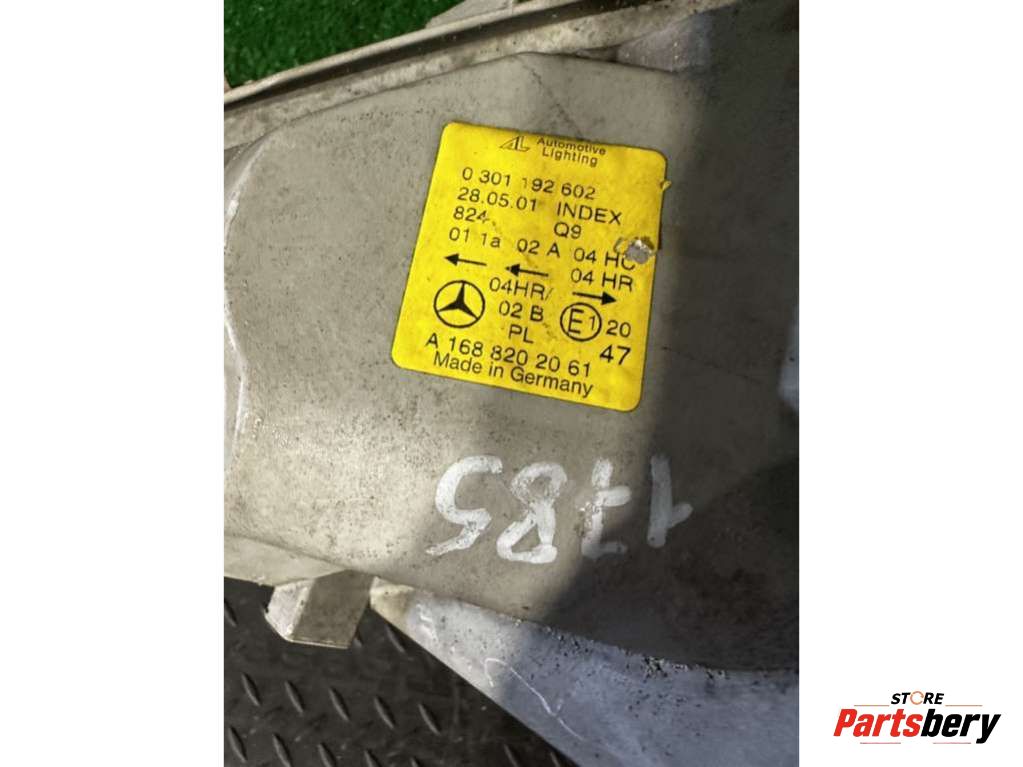 AL Automotive
Lighting
0 301 192 602
28.05.01 INDEX
824 Q9
01 1a 02 A 04 HC
04 HR
04HR/
02 B E1 20
PL 47
A 168 820 20 61
Made in Germany
1785
STORE
Partsbery